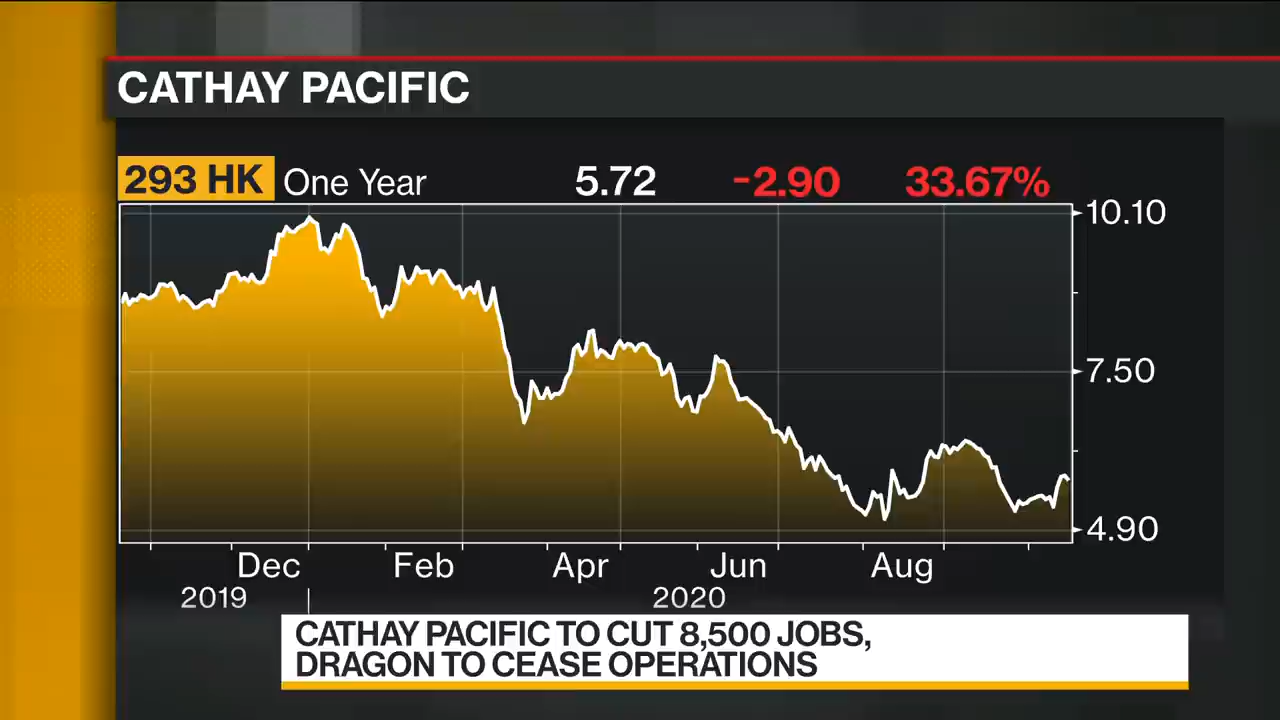 CATHAY PACIFIC
293 HK One Year 5.72 -2.90 33.67%
10.10
7.50
4.90
Dec Feb Apr Jun Aug
2019 2020
CATHAY PACIFIC TO CUT 8,500 JOBS,
DRAGON TO CEASE OPERATIONS